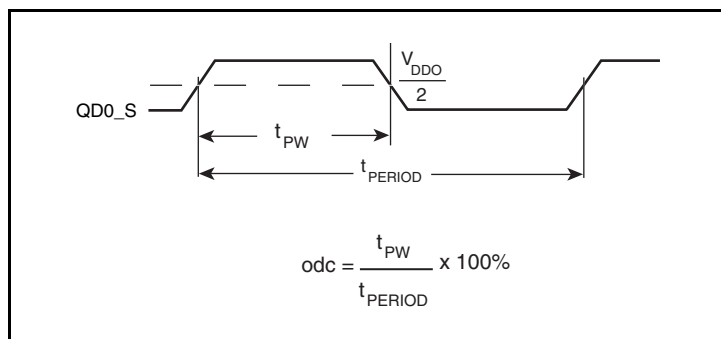 V_DDO
2
QD0_S
t_PW
t_PERIOD
odc = t_PW / t_PERIOD x 100%